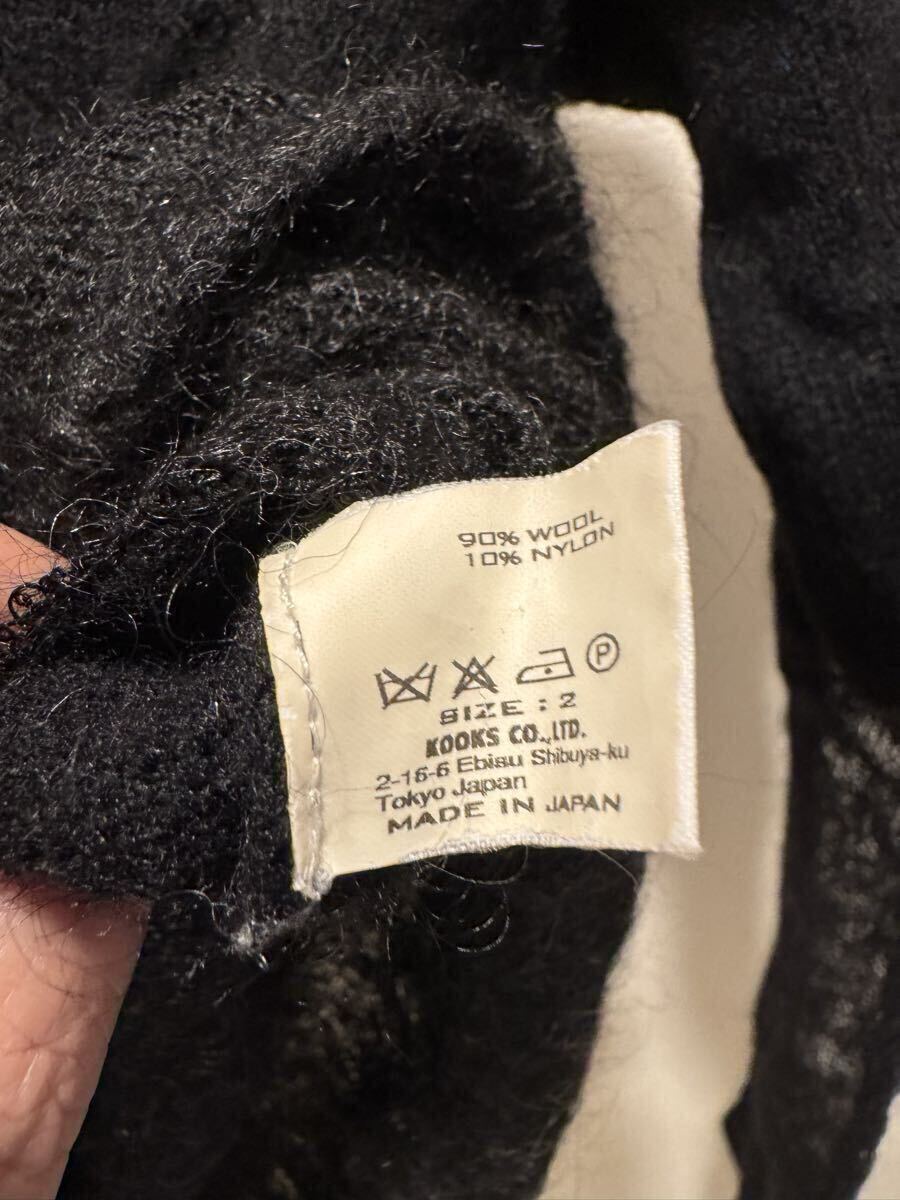 90% WOOL
10% NYLON
P
SIZE : 2
KOOKS CO.,LTD.
2-16-6 Ebisu Shibuya-ku
Tokyo Japan
MADE IN JAPAN